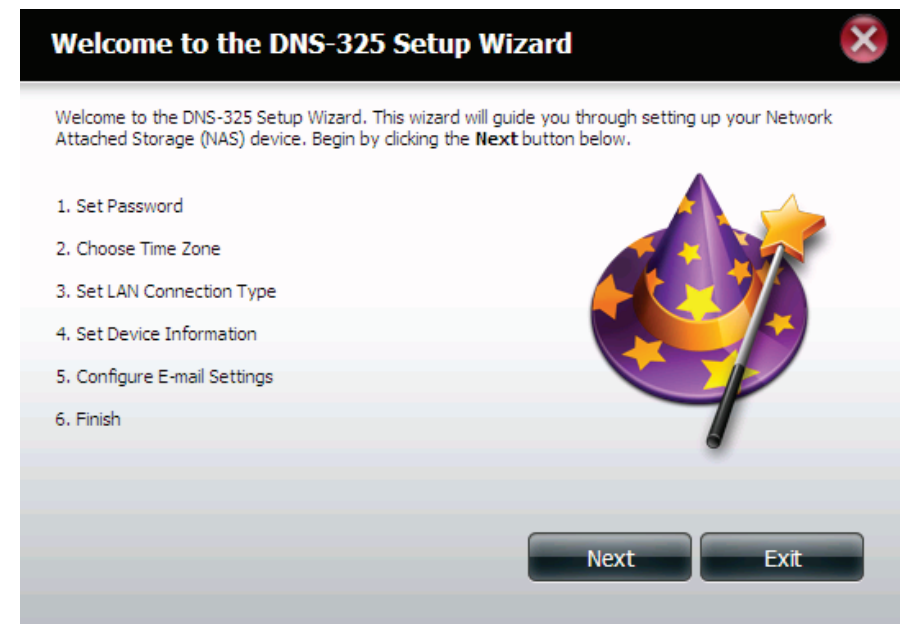 Welcome to the DNS-325 Setup Wizard
Welcome to the DNS-325 Setup Wizard. This wizard will guide you through setting up your Network
Attached Storage (NAS) device. Begin by clicking the Next button below.
1. Set Password
2. Choose Time Zone
3. Set LAN Connection Type
4. Set Device Information
5. Configure E-mail Settings
6. Finish
Next
Exit